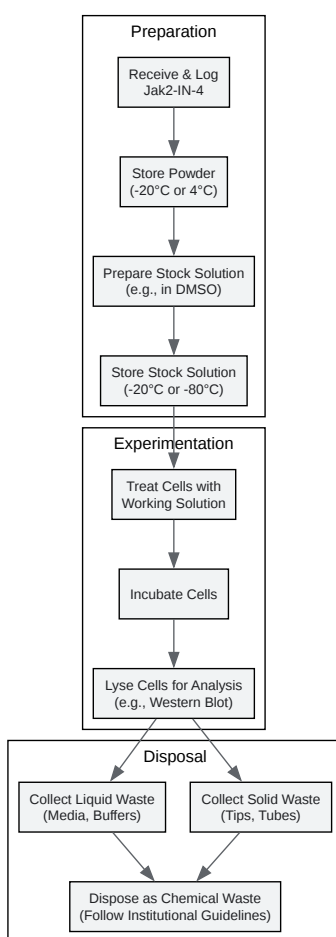 Preparation
Receive & Log
Jak2-IN-4
Store Powder
(-20°C or 4°C)
Prepare Stock Solution
(e.g., in DMSO)
Store Stock Solution
(-20°C or -80°C)
Experimentation
Treat Cells with
Working Solution
Incubate Cells
Lyse Cells for Analysis
(e.g., Western Blot)
Disposal
Collect Liquid Waste
(Media, Buffers)
Collect Solid Waste
(Tips, Tubes)
Dispose as Chemical Waste
(Follow Institutional Guidelines)